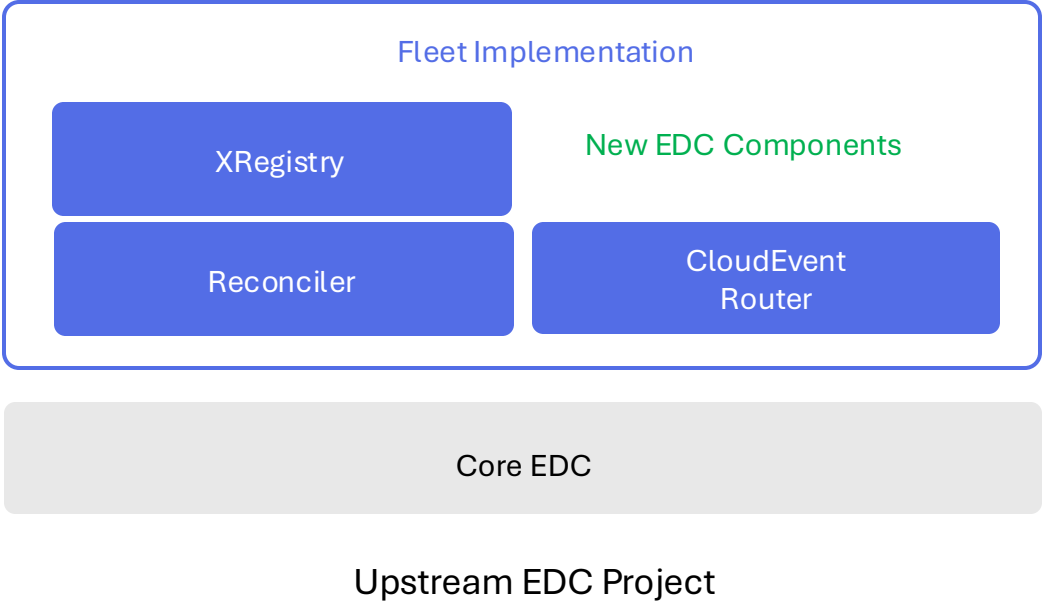 Fleet Implementation
XRegistry
New EDC Components
Reconciler
CloudEvent
Router
Core EDC
Upstream EDC Project